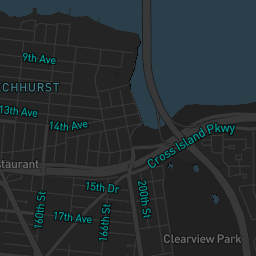 9th Ave
CHHURST
13th Ave
14th Ave
Cross Island Pkwy
staurant
15th Dr
160th St
166th St
200th St
17th Ave
Clearview Park